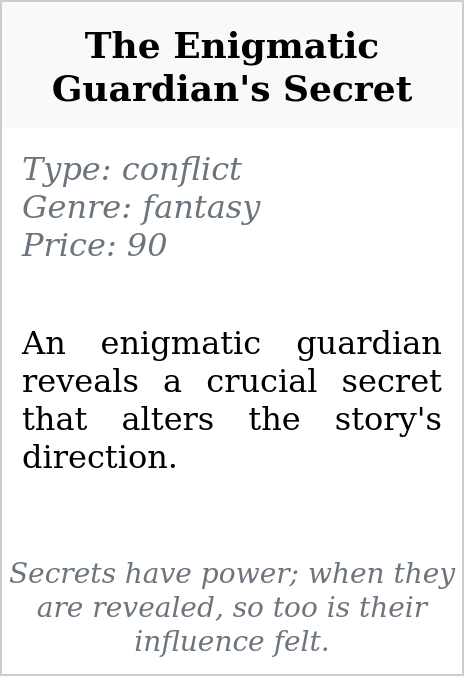 The Enigmatic
Guardian's Secret
Type: conflict
Genre: fantasy
Price: 90
An enigmatic guardian
reveals a crucial secret
that alters the story's
direction.
Secrets have power; when they
are revealed, so too is their
influence felt.